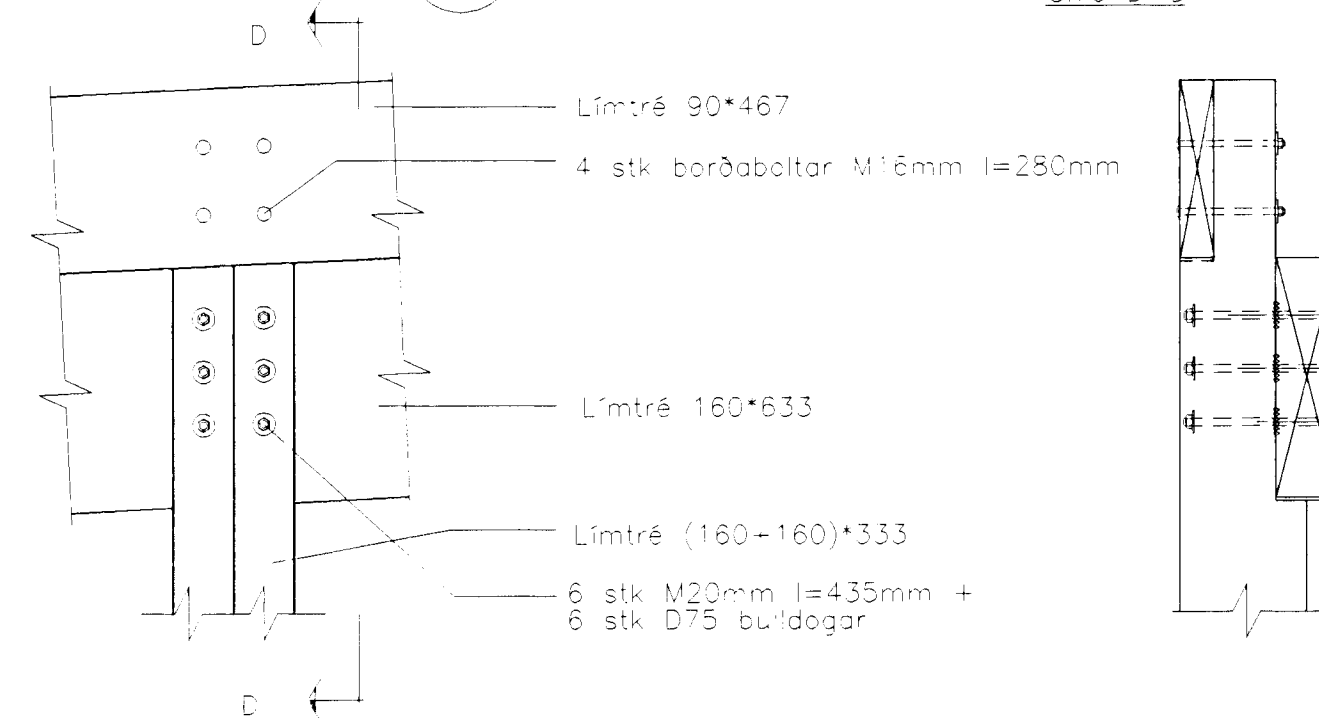 D
Límtré 90*467
4 stk borðaboltar M16mm l=280mm
Límtré 160*633
Límtré (160+160)*333
6 stk M20mm l=435mm +
6 stk D75 bulldogar
D